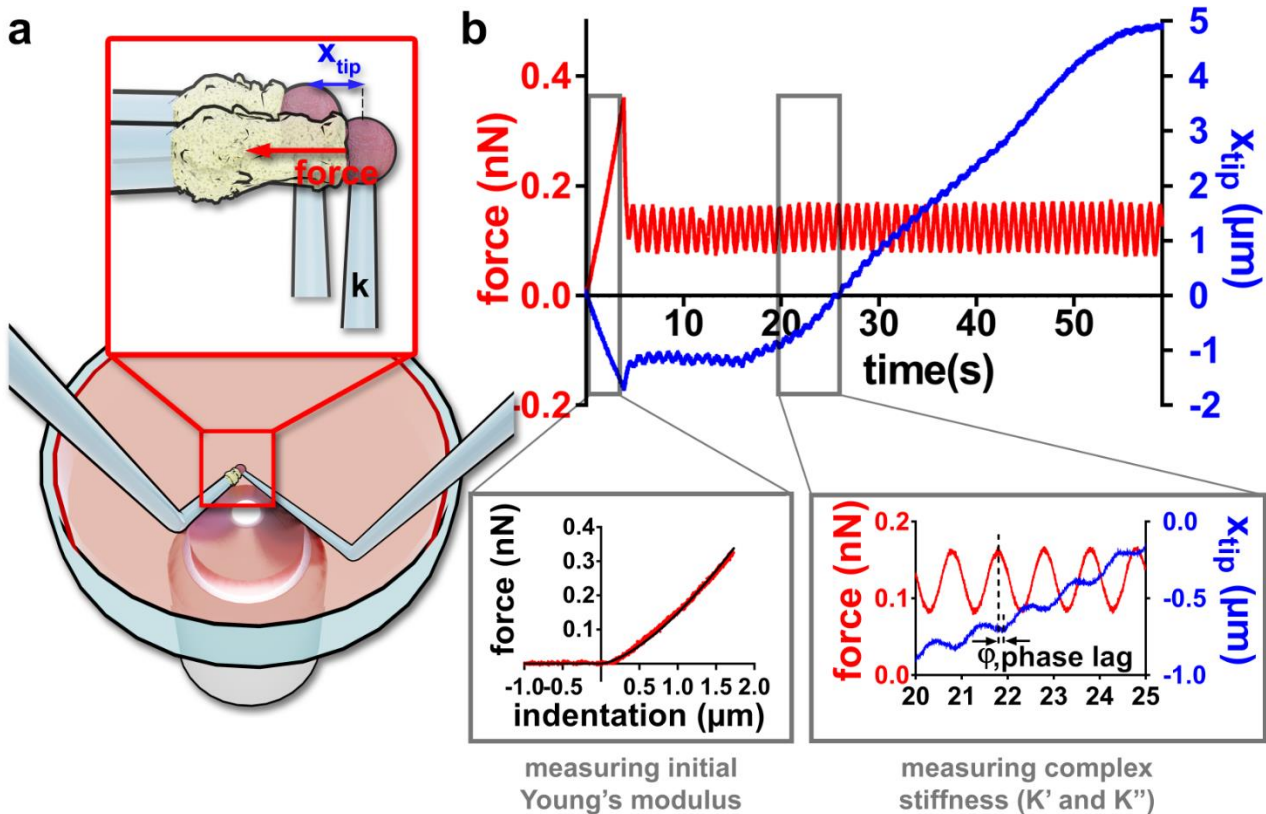 a
x_tip
force
k
b
force (nN)
0.4
0.2
0.0
-0.2
10
20
30
40
50
time(s)
5
4
3
2
1
0
-1
-2
x_tip (µm)
force (nN)
0.4
0.3
0.2
0.1
-1.0 -0.5 0.5 1.0 1.5 2.0
indentation (µm)
measuring initial
Young's modulus
force (nN)
0.2
0.1
0.0
φ, phase lag
20 21 22 23 24 25
0.0
-0.5
-1.0
x_tip (µm)
measuring complex
stiffness (K' and K'')